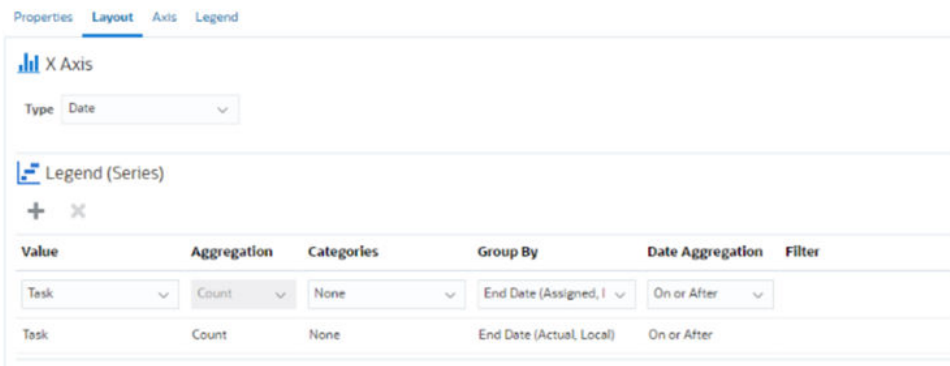 Properties Layout Axis Legend
X Axis
Type Date
Legend (Series)
Value Aggregation Categories Group By Date Aggregation Filter
Task Count None End Date (Assigned, l On or After
Task Count None End Date (Actual, Local) On or After